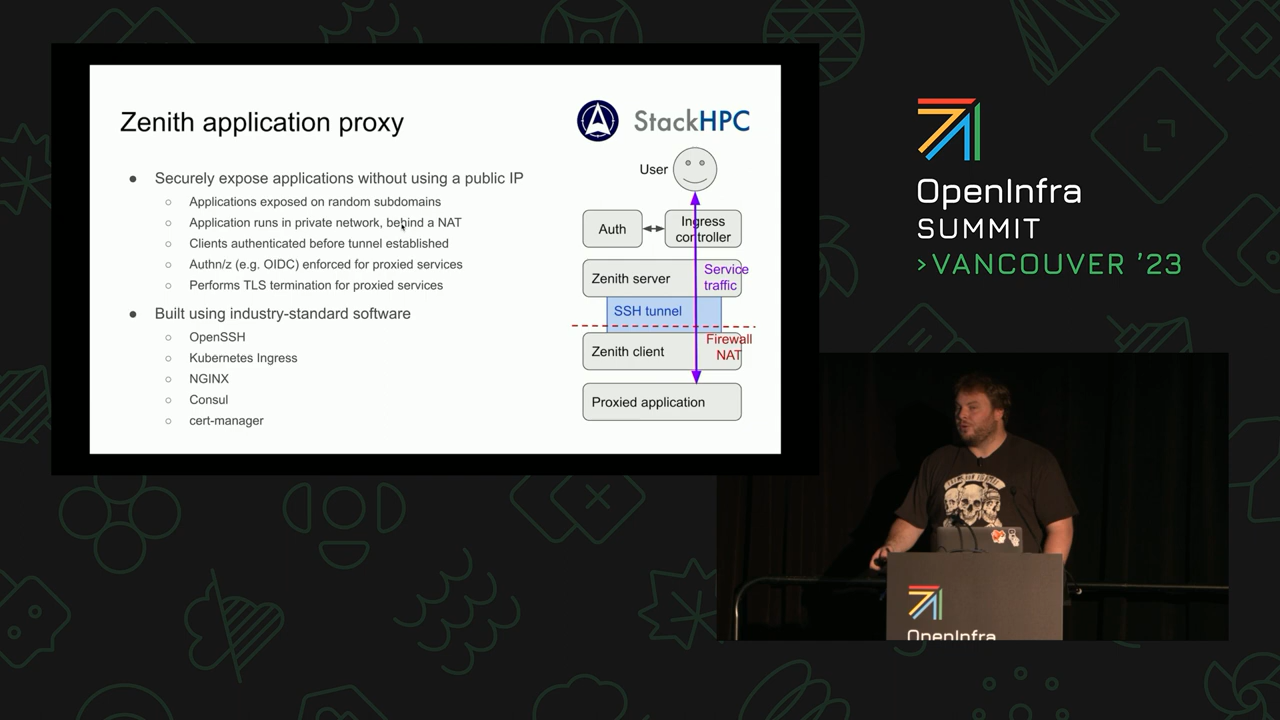 Zenith application proxy
StackHPC
● Securely expose applications without using a public IP
○ Applications exposed on random subdomains
○ Application runs in private network, behind a NAT
○ Clients authenticated before tunnel established
○ Authn/z (e.g. OIDC) enforced for proxied services
○ Performs TLS termination for proxied services
● Built using industry-standard software
○ OpenSSH
○ Kubernetes Ingress
○ NGINX
○ Consul
○ cert-manager
User
Auth
Ingress
controller
Zenith server
Service
traffic
SSH tunnel
Firewall
NAT
Zenith client
Proxied application
OpenInfra
SUMMIT
>VANCOUVER '23
OpenInfra